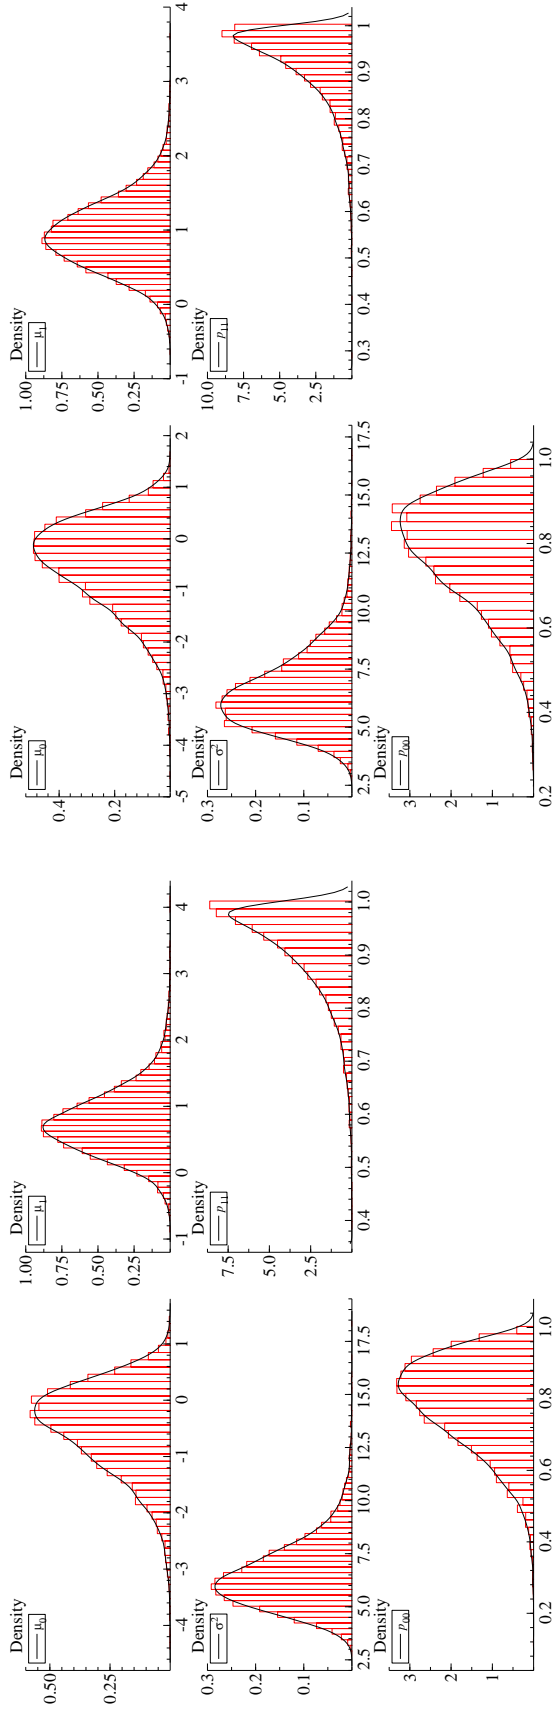 Density
μ₀
0.50
0.25
-4 -3 -2 -1 0 1
Density
μ₁
1.00
0.75
0.50
0.25
-1 0 1 2 3 4
Density
σ²
0.3
0.2
0.1
2.5 5.0 7.5 10.0 12.5 15.0 17.5
Density
p₁₁
7.5
5.0
2.5
0.4 0.5 0.6 0.7 0.8 0.9 1.0
Density
p₀₀
3
2
1
0.2 0.4 0.6 0.8 1.0
Density
μ₀
0.4
0.2
-5 -4 -3 -2 -1 0 1 2
Density
μ₁
1.00
0.75
0.50
0.25
-1 0 1 2 3 4
Density
σ²
0.3
0.2
0.1
2.5 5.0 7.5 10.0 12.5 15.0 17.5
Density
p₁₁
10.0
7.5
5.0
2.5
0.3 0.4 0.5 0.6 0.7 0.8 0.9 1
Density
p₀₀
3
2
1
0.2 0.4 0.6 0.8 1.0